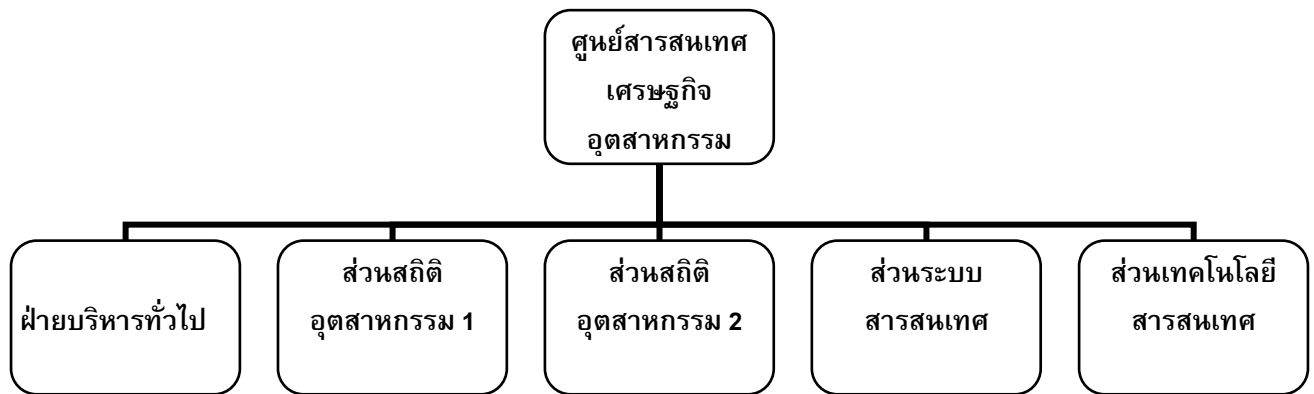 ศูนย์สารสนเทศ
เศรษฐกิจ
อุตสาหกรรม
ฝ่ายบริหารทั่วไป
ส่วนสถิติ
อุตสาหกรรม 1
ส่วนสถิติ
อุตสาหกรรม 2
ส่วนระบบ
สารสนเทศ
ส่วนเทคโนโลยี
สารสนเทศ